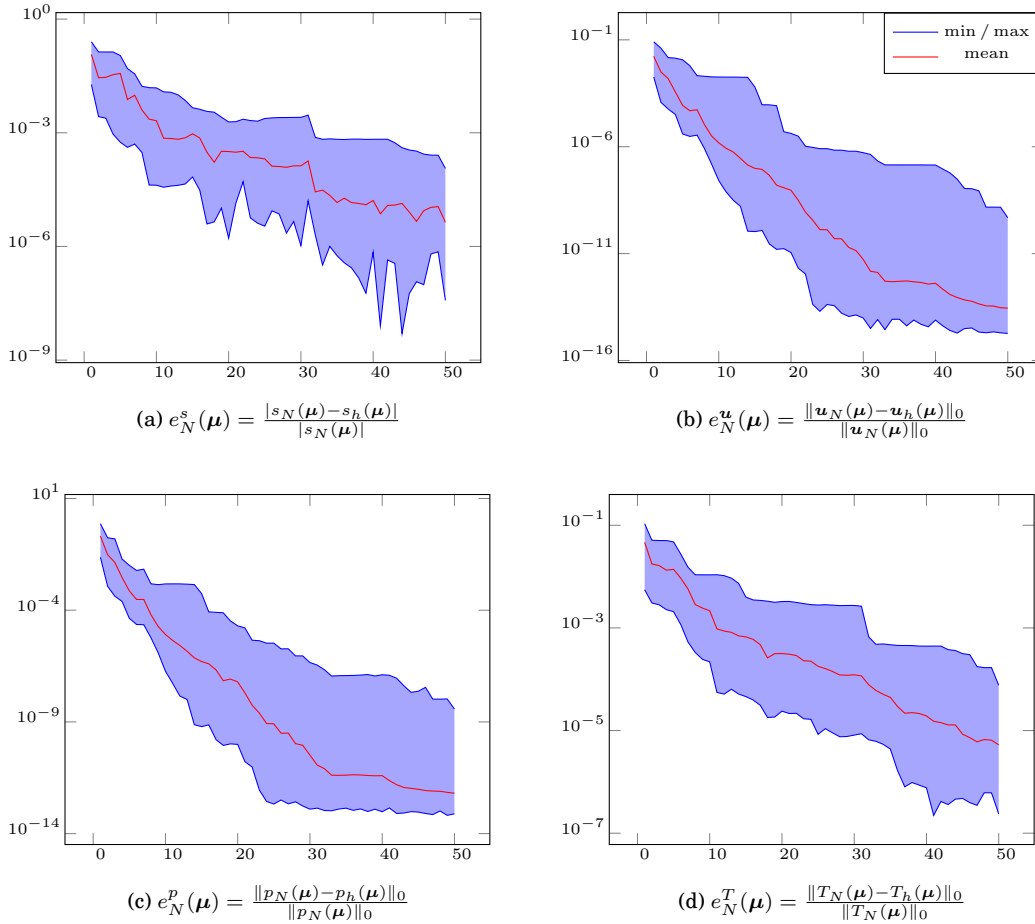 10^0
10^−3
10^−6
10^−9
0 10 20 30 40 50
(a) e^s_N(μ) = |s_N(μ)−s_h(μ)| / |s_N(μ)|
min / max
mean
10^−1
10^−6
10^−11
10^−16
0 10 20 30 40 50
(b) e^u_N(μ) = ‖u_N(μ)−u_h(μ)‖_0 / ‖u_N(μ)‖_0
10^1
10^−4
10^−9
10^−14
0 10 20 30 40 50
(c) e^p_N(μ) = ‖p_N(μ)−p_h(μ)‖_0 / ‖p_N(μ)‖_0
10^−1
10^−3
10^−5
10^−7
0 10 20 30 40 50
(d) e^T_N(μ) = ‖T_N(μ)−T_h(μ)‖_0 / ‖T_N(μ)‖_0